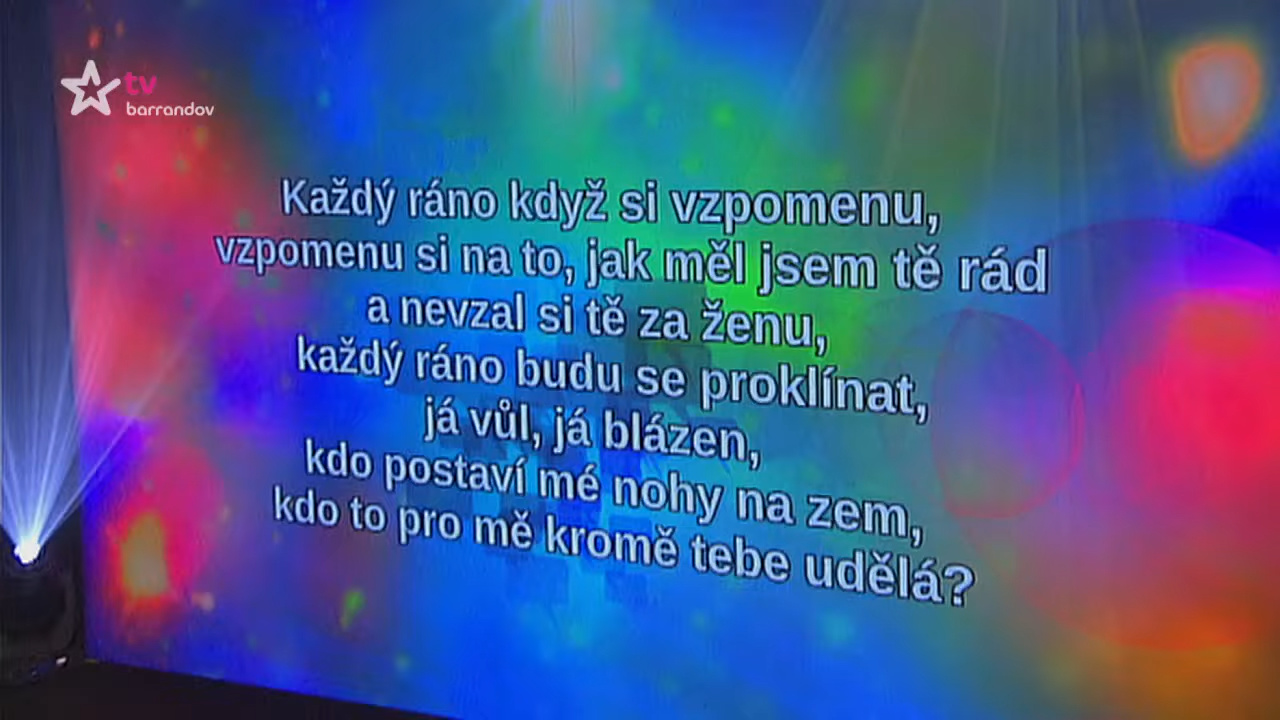 tv
barrandov
Každý ráno když si vzpomenu,
vzpomenu si na to, jak měl jsem tě rád
a nevzal si tě za ženu,
každý ráno budu se proklínat,
já vůl, já blázen,
kdo postaví mé nohy na zem,
kdo to pro mě kromě tebe udělá?